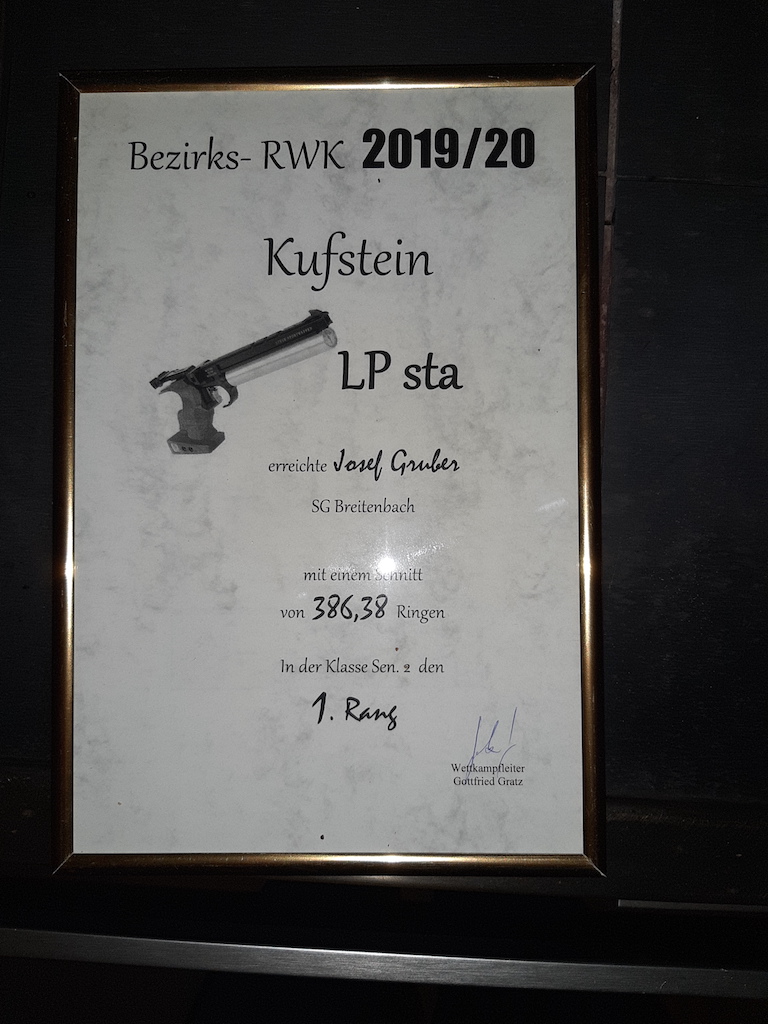 Bezirks- RWK 2019/20
Kufstein
LP sta
erreichte Josef Gruber
SG Breitenbach
mit einem Schnitt
von 386,38 Ringen
In der Klasse Sen. 2 den
1. Rang
Wettkampfleiter
Gottfried Gratz